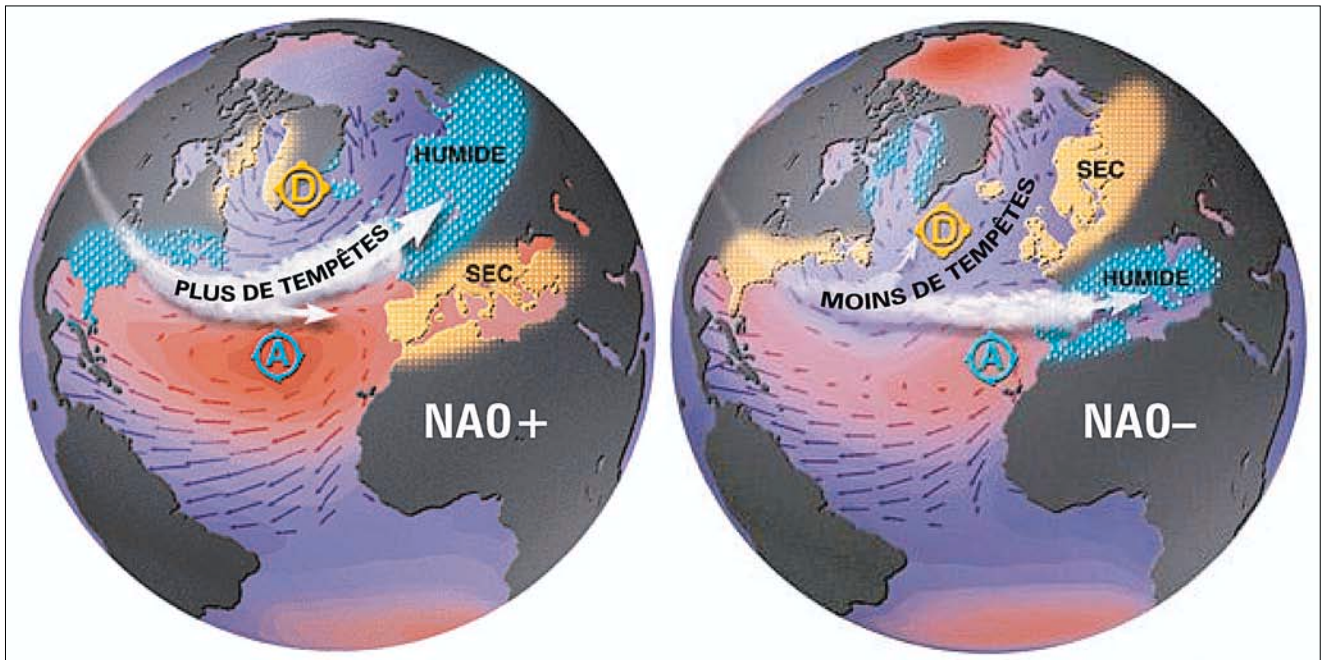 HUMIDE
D
PLUS DE TEMPÊTES
SEC
A
NAO+
SEC
D
HUMIDE
MOINS DE TEMPÊTES
A
NAO–